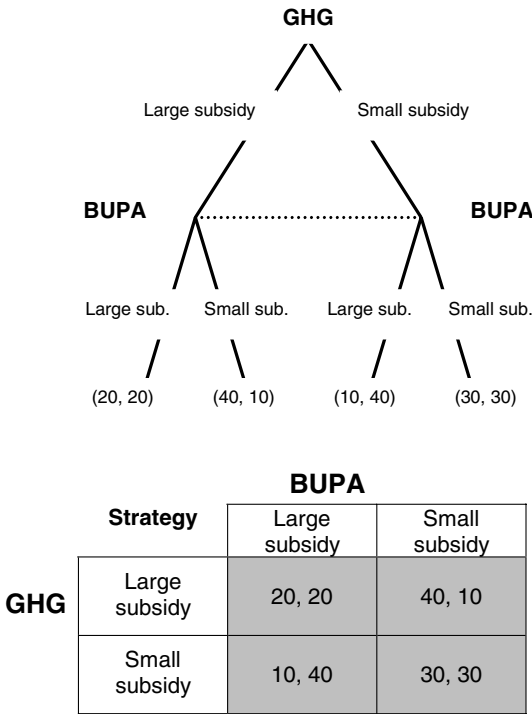 GHG
Large subsidy Small subsidy
BUPA BUPA
Large sub. Small sub. Large sub. Small sub.
(20, 20) (40, 10) (10, 40) (30, 30)
BUPA
Strategy Large subsidy Small subsidy
GHG
Large subsidy 20, 20 40, 10
Small subsidy 10, 40 30, 30